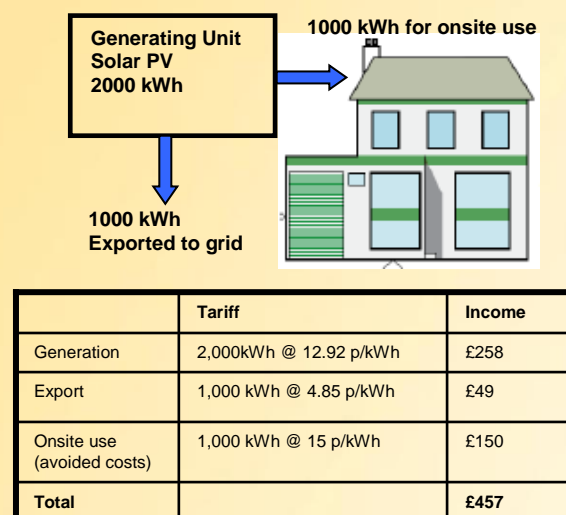 1000 kWh for onsite use
Generating Unit
Solar PV
2000 kWh
1000 kWh
Exported to grid
Tariff Income
Generation 2,000kWh @ 12.92 p/kWh £258
Export 1,000 kWh @ 4.85 p/kWh £49
Onsite use
(avoided costs) 1,000 kWh @ 15 p/kWh £150
Total £457